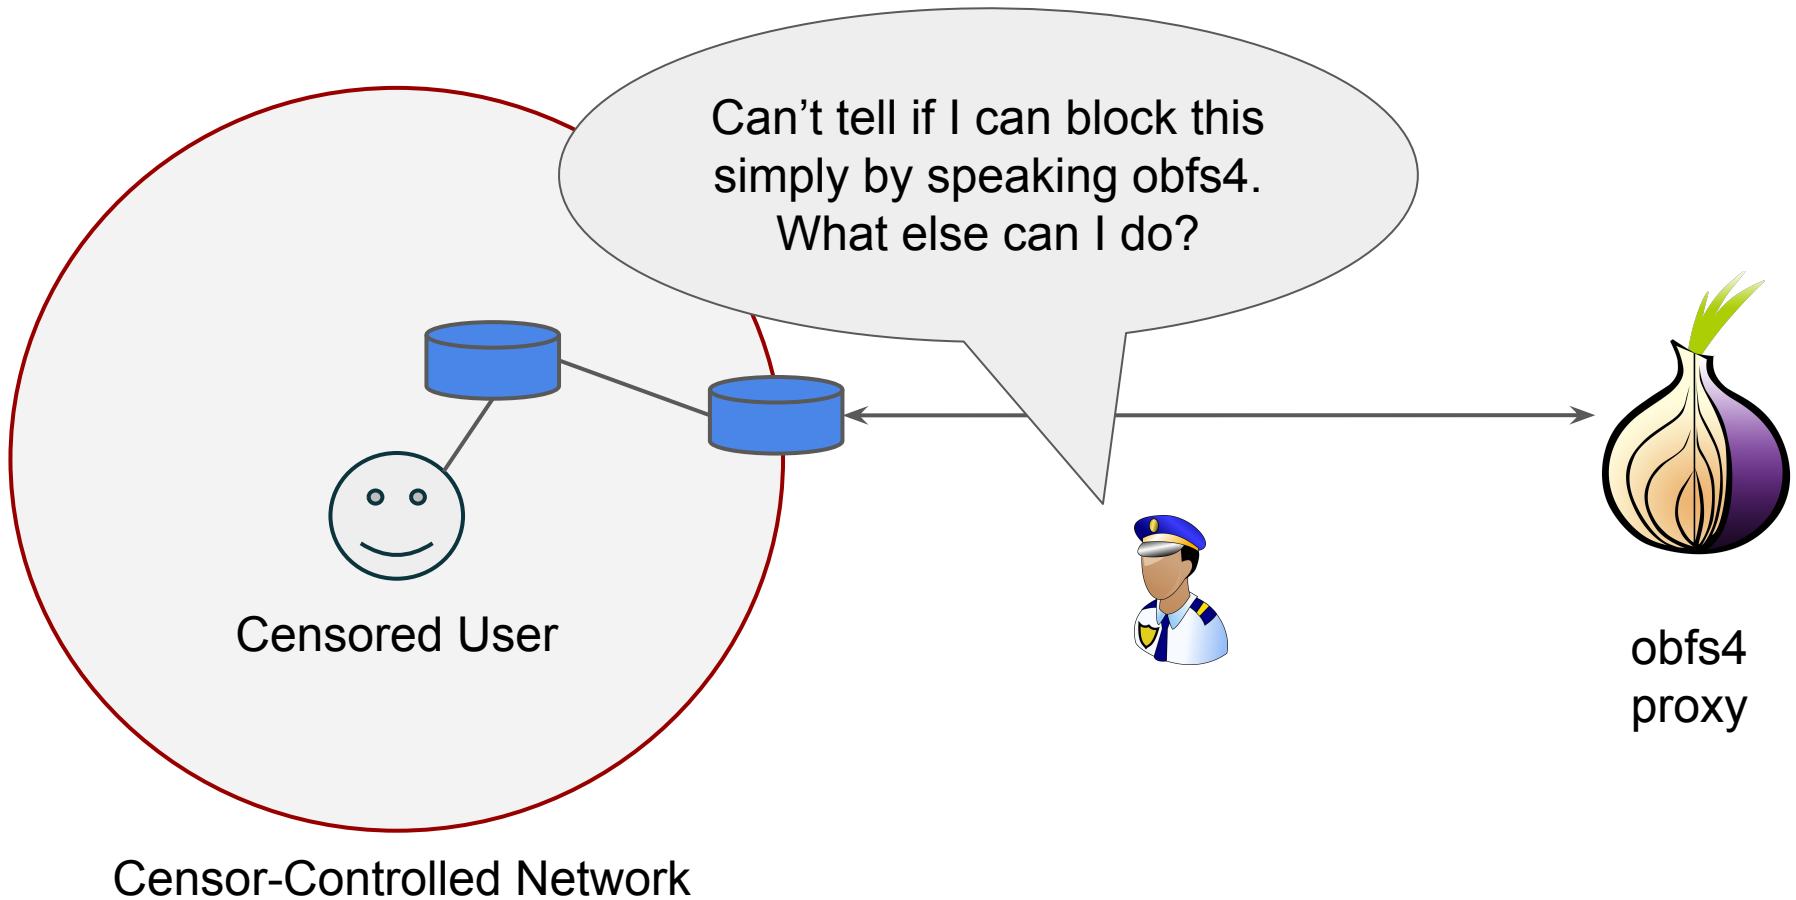 Can’t tell if I can block this
simply by speaking obfs4.
What else can I do?
Censored User
obfs4
proxy
Censor-Controlled Network